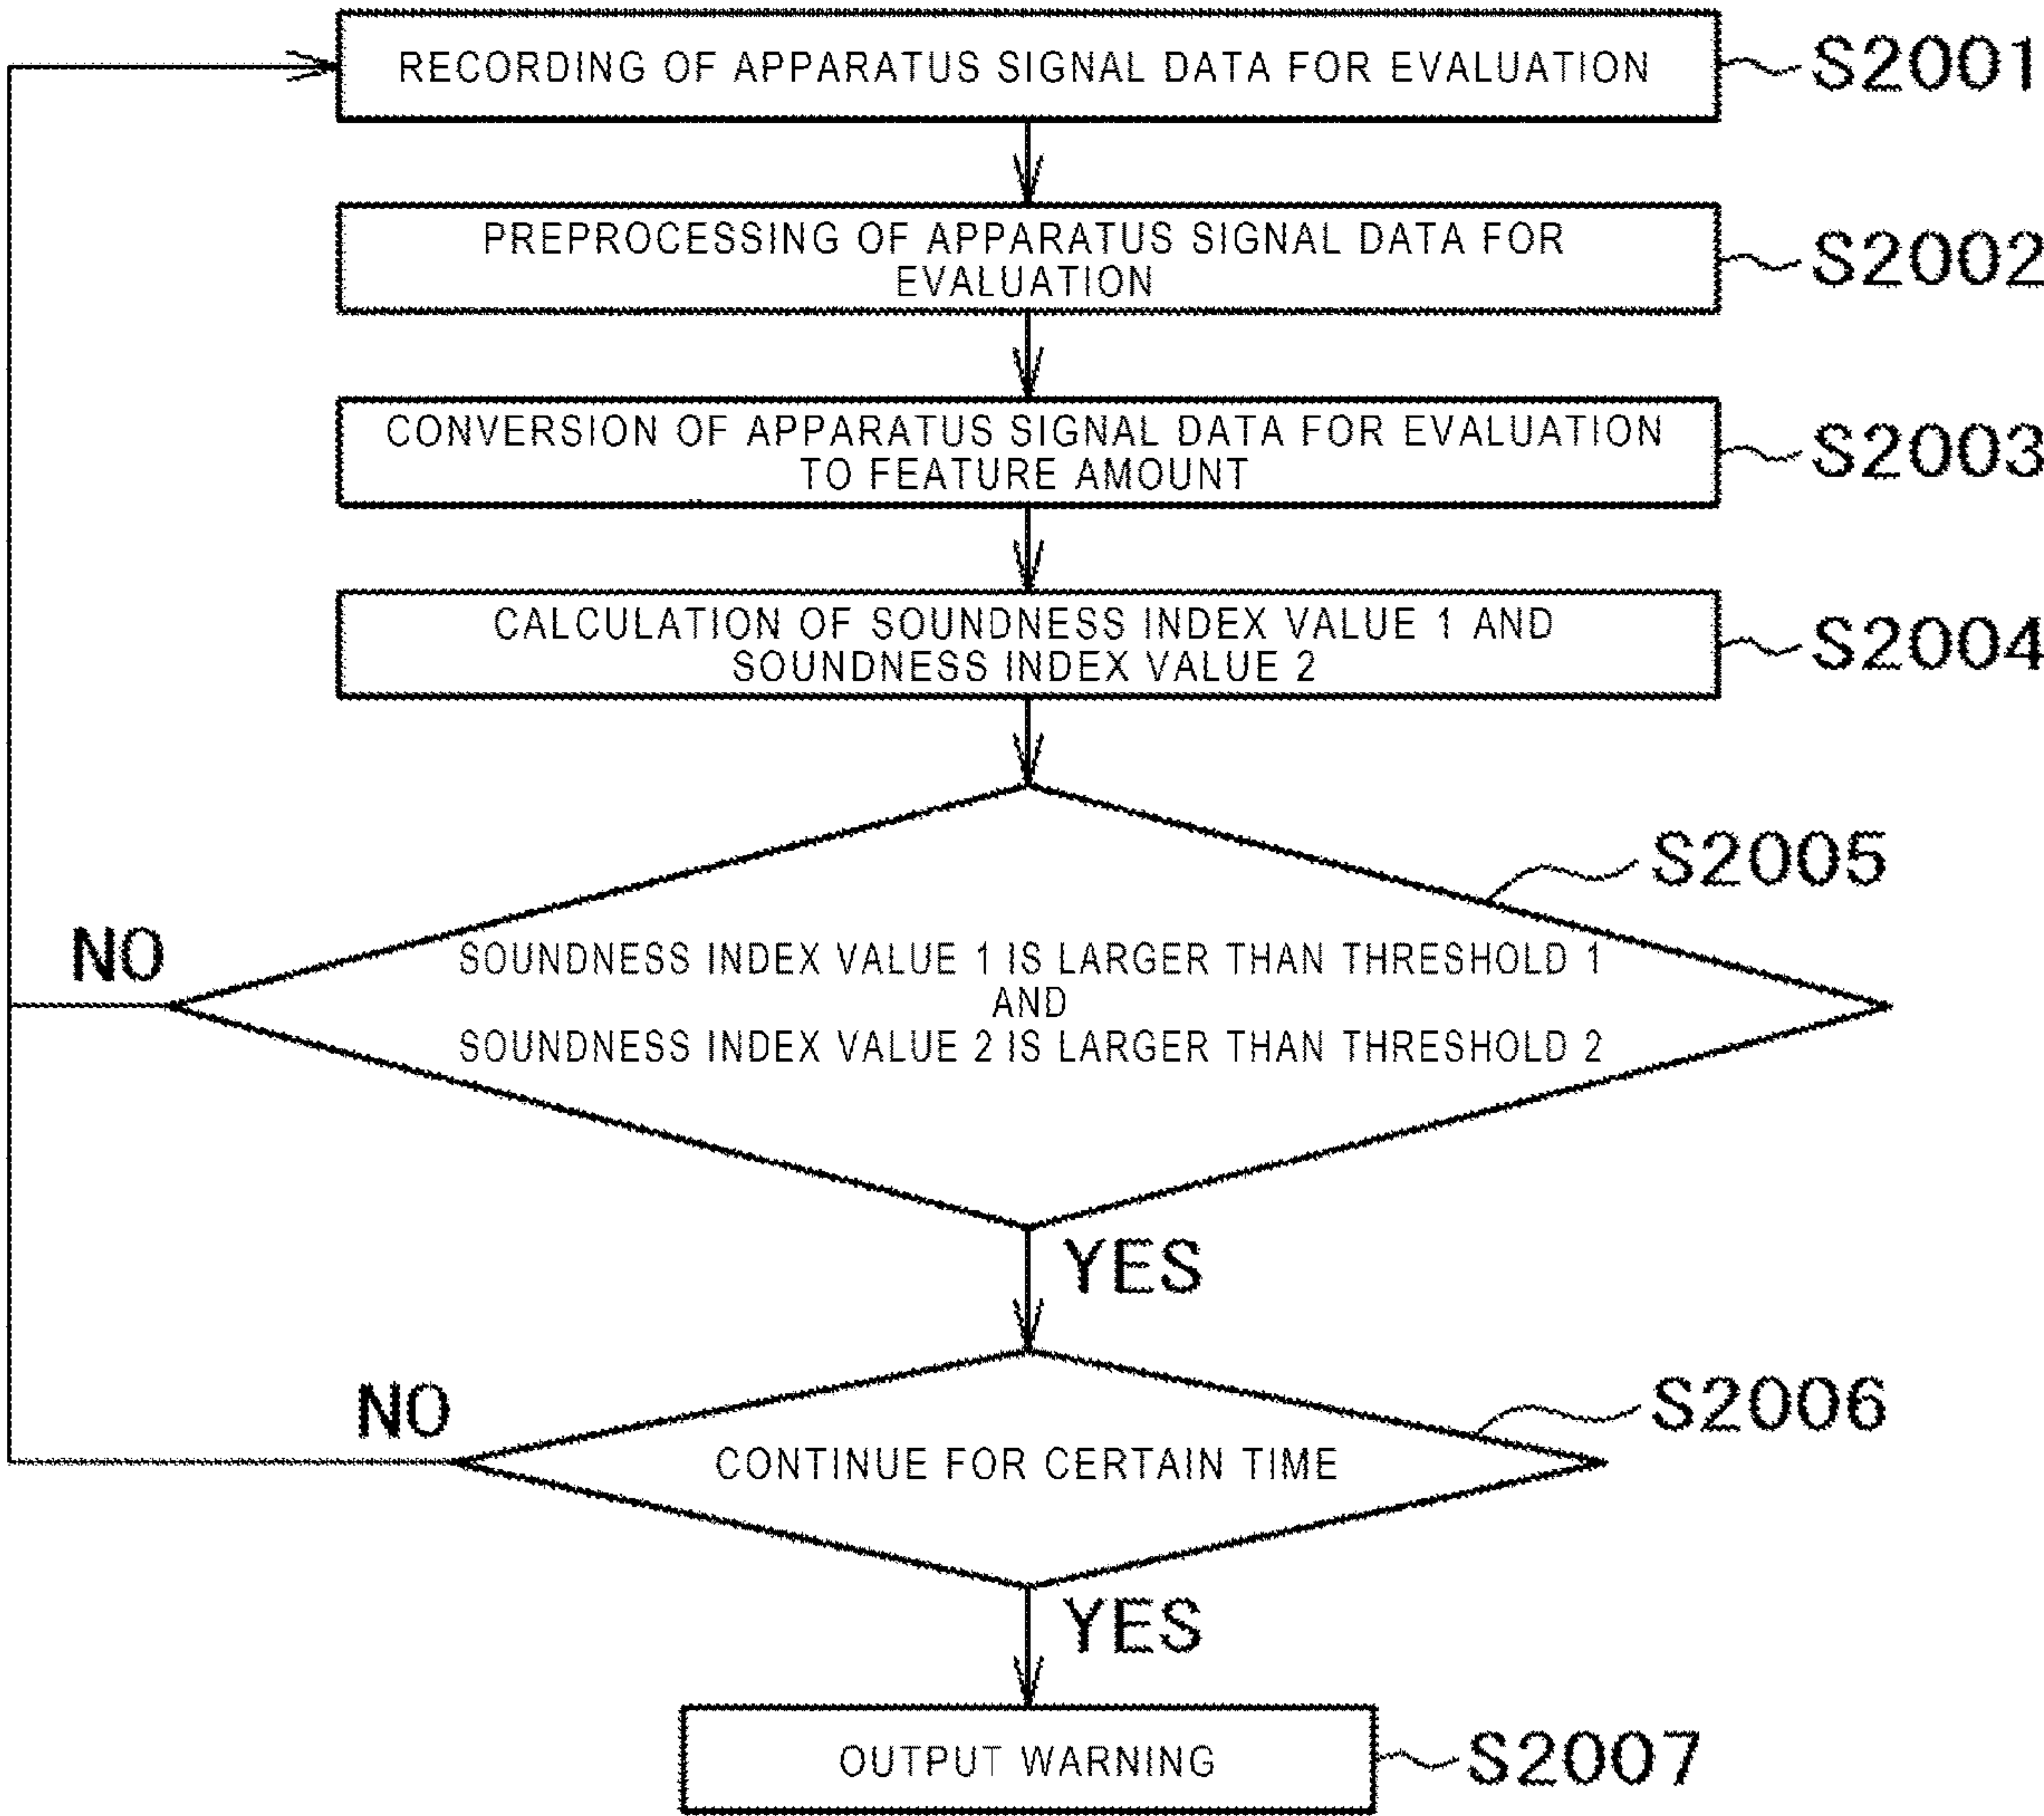 RECORDING OF APPARATUS SIGNAL DATA FOR EVALUATION
S2001
PREPROCESSING OF APPARATUS SIGNAL DATA FOR
EVALUATION
S2002
CONVERSION OF APPARATUS SIGNAL DATA FOR EVALUATION
TO FEATURE AMOUNT
S2003
CALCULATION OF SOUNDNESS INDEX VALUE 1 AND
SOUNDNESS INDEX VALUE 2
S2004
S2005
NO
SOUNDNESS INDEX VALUE 1 IS LARGER THAN THRESHOLD 1
AND
SOUNDNESS INDEX VALUE 2 IS LARGER THAN THRESHOLD 2
YES
S2006
NO
CONTINUE FOR CERTAIN TIME
YES
OUTPUT WARNING
S2007